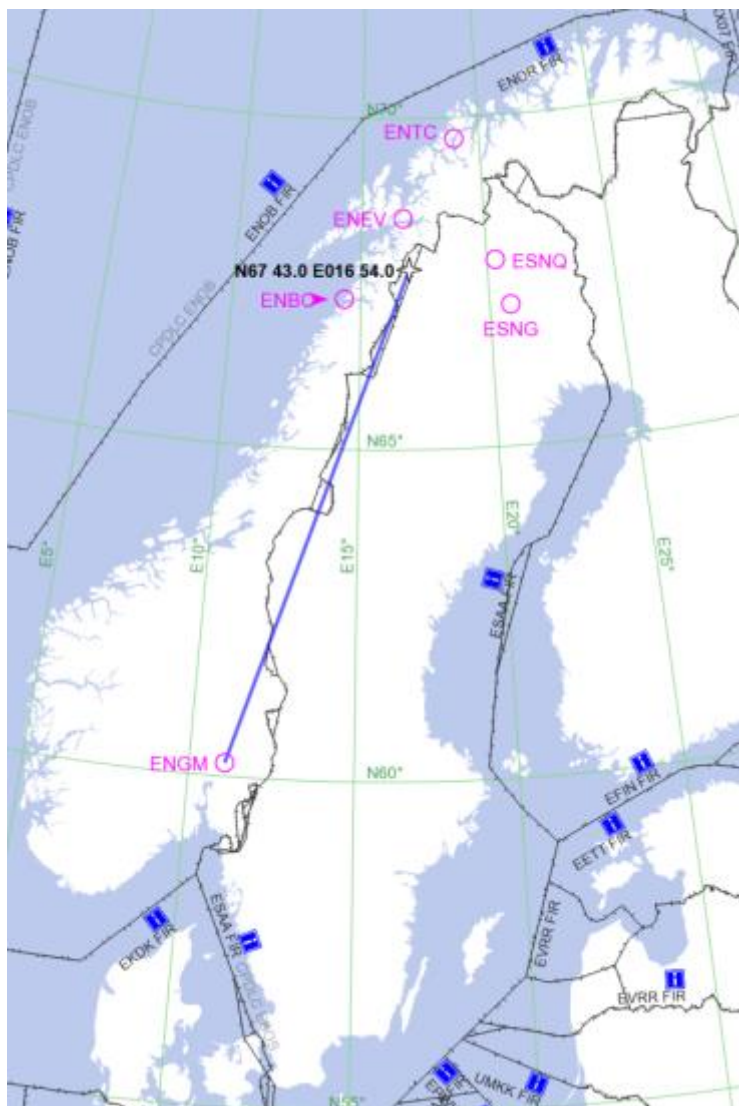 ENOR FIR
CPDLC ENOB
N70°
ENTC
ENOB FIR
ENEV
N67 43.0 E016 54.0
ESNQ
ENBO
ESNG
CPDLC ENOB
N65°
E5°
E10°
E15°
E20°
E25°
ESAA FIR
ENGM
N60°
EFIN FIR
EETT FIR
ESAA FIR
EKDK FIR
EVRR FIR
EVRR FIR
UMKK FIR
N55°